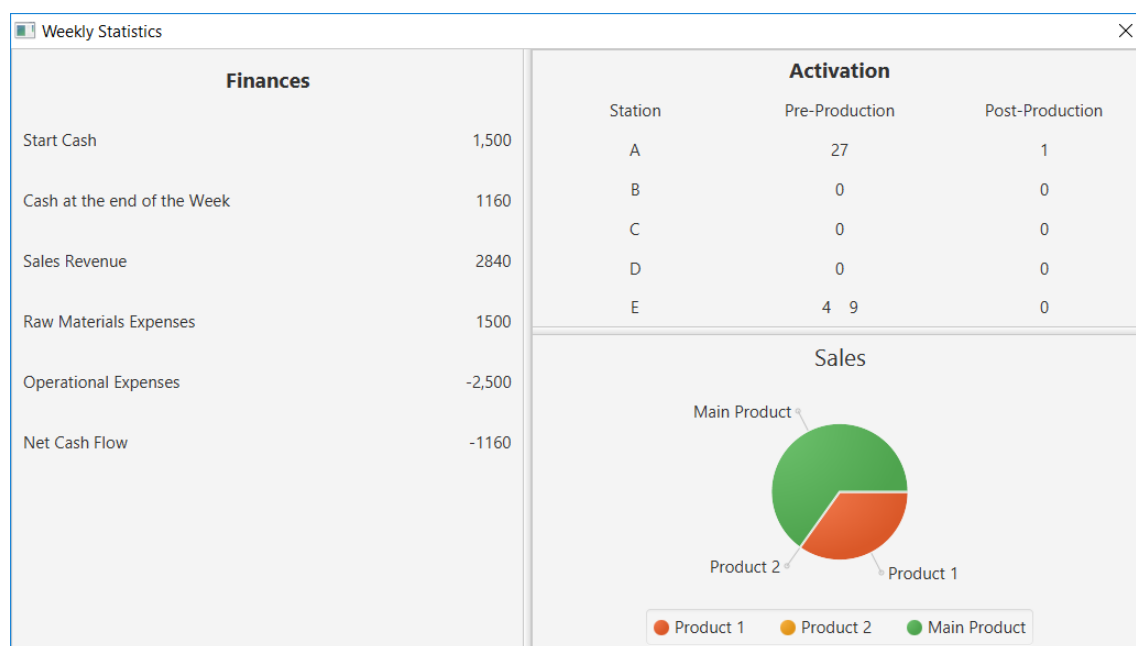 Weekly Statistics
Finances
Start Cash 1,500
Cash at the end of the Week 1160
Sales Revenue 2840
Raw Materials Expenses 1500
Operational Expenses -2,500
Net Cash Flow -1160
Activation
Station Pre-Production Post-Production
A 27 1
B 0 0
C 0 0
D 0 0
E 4 9 0
Sales
Main Product
Product 2
Product 1
Product 1 Product 2 Main Product